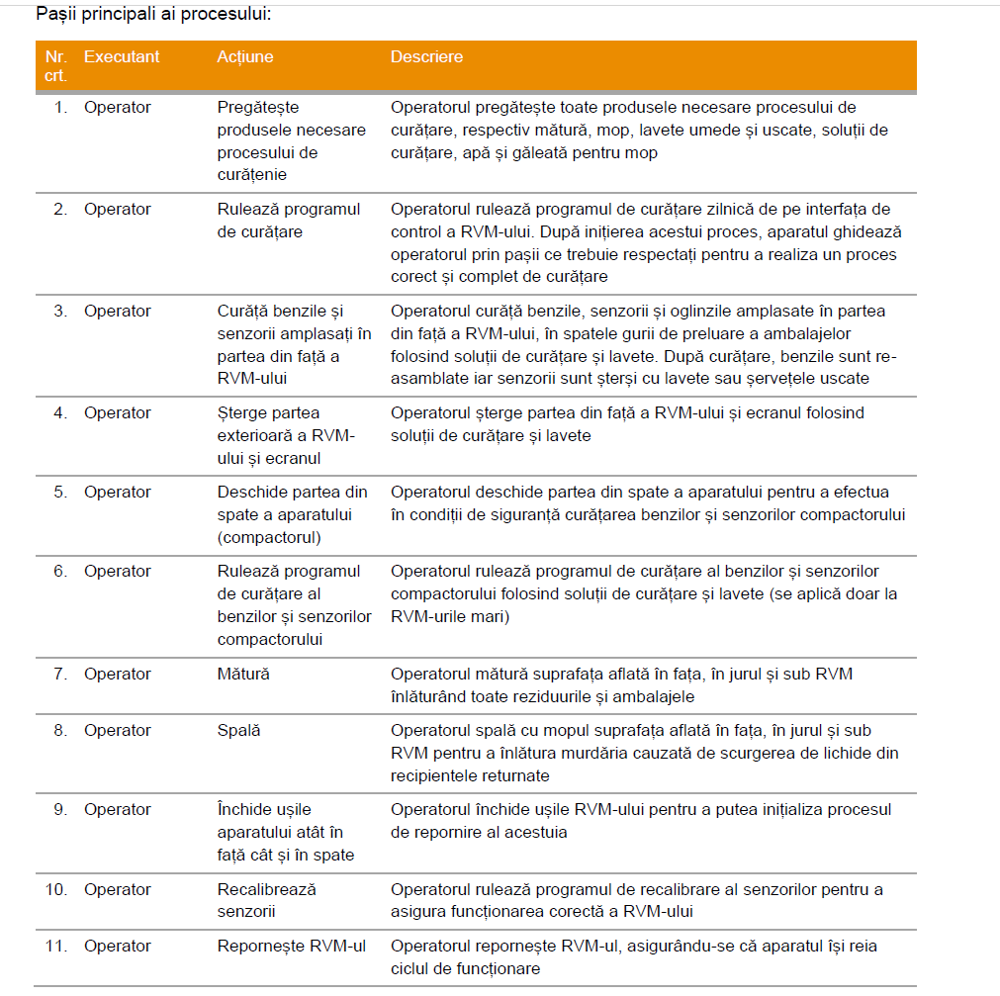 Pașii principali ai procesului:
Nr. crt. Executant Acțiune Descriere
1. Operator Pregătește Operatorul pregătește toate produsele necesare procesului de
produsele necesare curățare, respectiv mătură, mop, lavete umede și uscate, soluții de
procesului de curățare, apă și găleată pentru mop
curățenie
2. Operator Rulează programul Operatorul rulează programul de curățare zilnică de pe interfața de
de curățare control a RVM-ului. După inițierea acestui proces, aparatul ghidează
operatorul prin pașii ce trebuie respectați pentru a realiza un proces
corect și complet de curățare
3. Operator Curăță benzile și Operatorul curăță benzile, senzorii și oglinzile amplasate în partea
senzorii amplasați în din față a RVM-ului, în spatele gurii de preluare a ambalajelor
partea din față a folosind soluții de curățare și lavete. După curățare, benzile sunt re-
RVM-ului asamblate iar senzorii sunt șterși cu lavete sau șervețele uscate
4. Operator Șterge partea Operatorul șterge partea din față a RVM-ului și ecranul folosind
exterioară a RVM- soluții de curățare și lavete
ului și ecranul
5. Operator Deschide partea din Operatorul deschide partea din spate a aparatului pentru a efectua
spate a aparatului în condiții de siguranță curățarea benzilor și senzorilor compactorului
(compactorul)
6. Operator Rulează programul Operatorul rulează programul de curățare al benzilor și senzorilor
de curățare al compactorului folosind soluții de curățare și lavete (se aplică doar la
benzilor și senzorilor RVM-urile mari)
compactorului
7. Operator Mătură Operatorul mătură suprafața aflată în fața, în jurul și sub RVM
înlăturând toate reziduurile și ambalajele
8. Operator Spală Operatorul spală cu mopul suprafața aflată în fața, în jurul și sub
RVM pentru a înlătura murdăria cauzată de scurgerea de lichide din
recipientele returnate
9. Operator Închide ușile Operatorul închide ușile RVM-ului pentru a putea inițializa procesul
aparatului atât în de repornire al acestuia
față cât și în spate
10. Operator Recalibrează Operatorul rulează programul de recalibrare al senzorilor pentru a
senzorii asigura funcționarea corectă a RVM-ului
11. Operator Repornește RVM-ul Operatorul repornește RVM-ul, asigurându-se că aparatul își reia
ciclul de funcționare